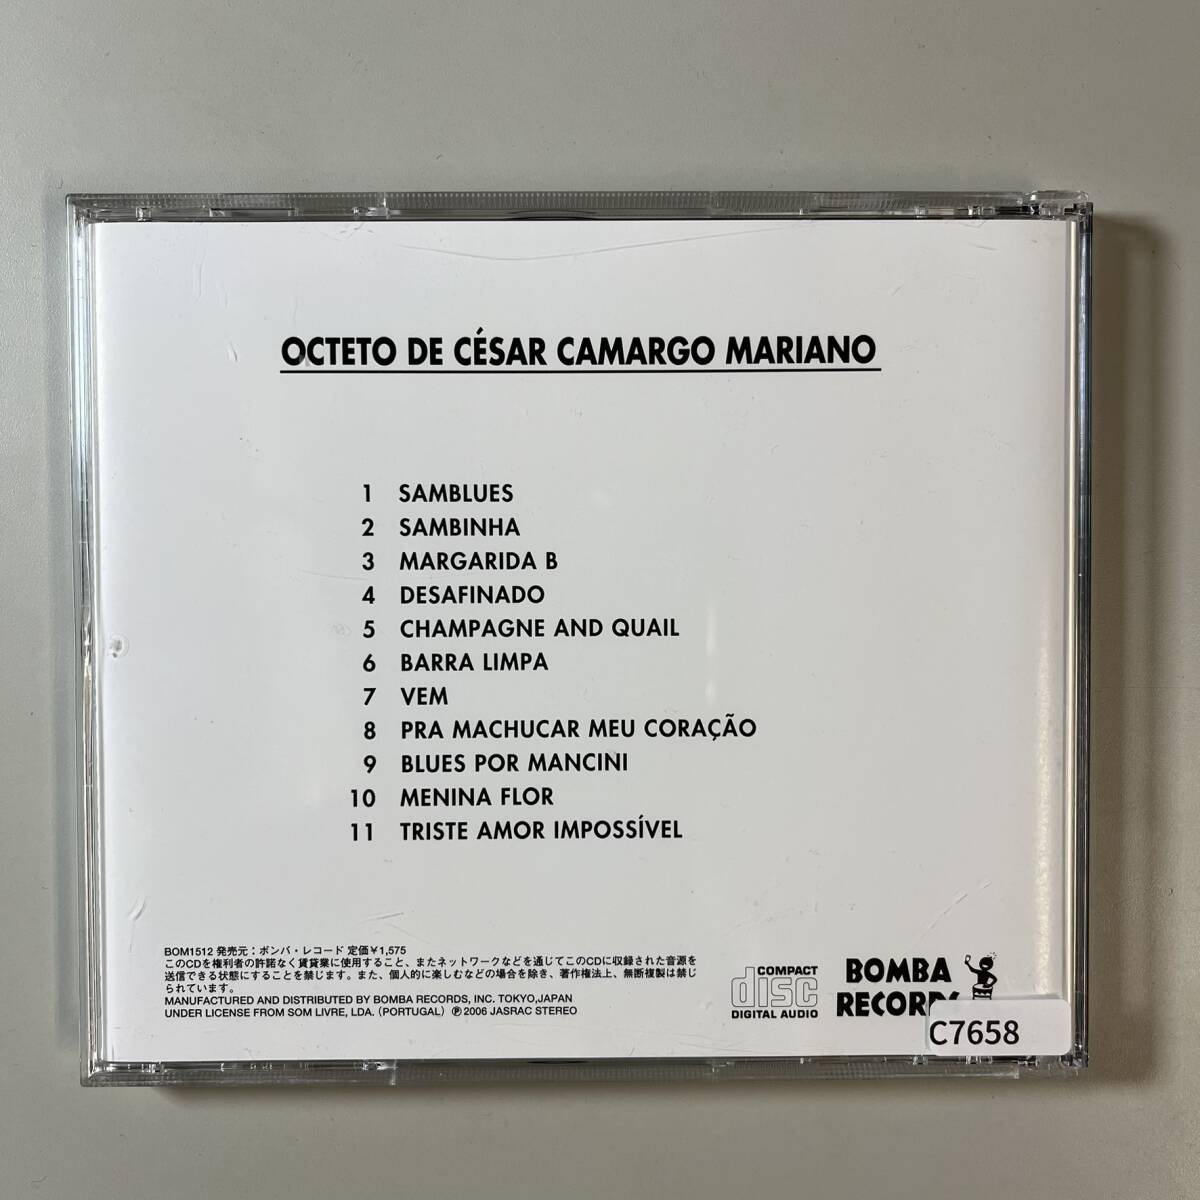 OCTETO DE CÉSAR CAMARGO MARIANO
1 SAMBLUES
2 SAMBINHA
3 MARGARIDA B
4 DESAFINADO
5 CHAMPAGNE AND QUAIL
6 BARRA LIMPA
7 VEM
8 PRA MACHUCAR MEU CORAÇÃO
9 BLUES POR MANCINI
10 MENINA FLOR
11 TRISTE AMOR IMPOSSÍVEL
BOM1512 発売元：ボンバ・レコード 定価¥1,575
このCDを権利者の許諾なく賃貸業に使用すること、またネットワークなどを通じてこのCDに収録された音源を
送信できる状態にすることを禁じます。また、個人的に楽しむなどの場合を除き、著作権法上、無断複製は禁じ
られています。
MANUFACTURED AND DISTRIBUTED BY BOMBA RECORDS, INC. TOKYO,JAPAN
UNDER LICENSE FROM SOM LIVRE, LDA. (PORTUGAL) ℗ 2006 JASRAC STEREO
COMPACT
disc
DIGITAL AUDIO
BOMBA
RECORDS
C7658